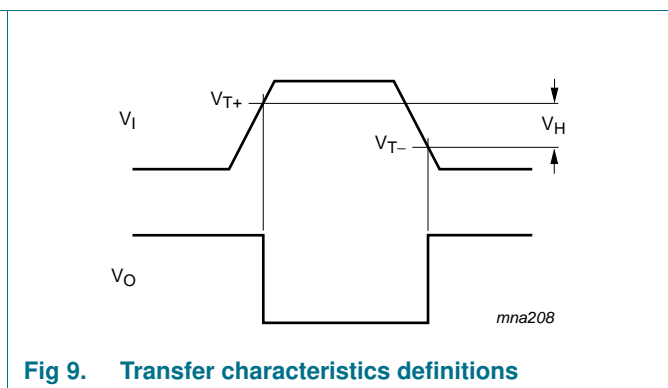 VT+
VI
VH
VT−
VO
mna208
Fig 9. Transfer characteristics definitions